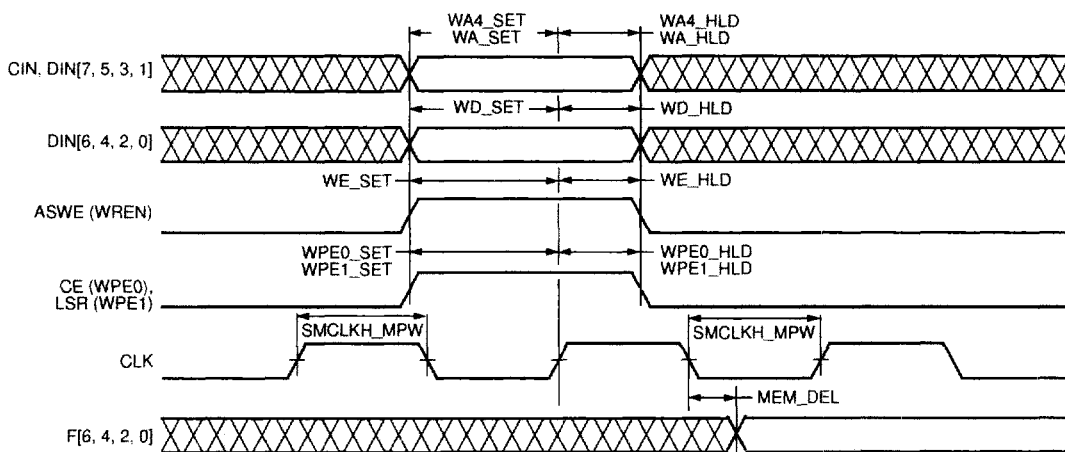 WA4_SET
WA_SET
WA4_HLD
WA_HLD
CIN, DIN[7, 5, 3, 1]
WD_SET
WD_HLD
DIN[6, 4, 2, 0]
WE_SET
WE_HLD
ASWE (WREN)
WPE0_SET
WPE1_SET
WPE0_HLD
WPE1_HLD
CE (WPE0),
LSR (WPE1)
SMCLKH_MPW
SMCLKH_MPW
CLK
MEM_DEL
F[6, 4, 2, 0]